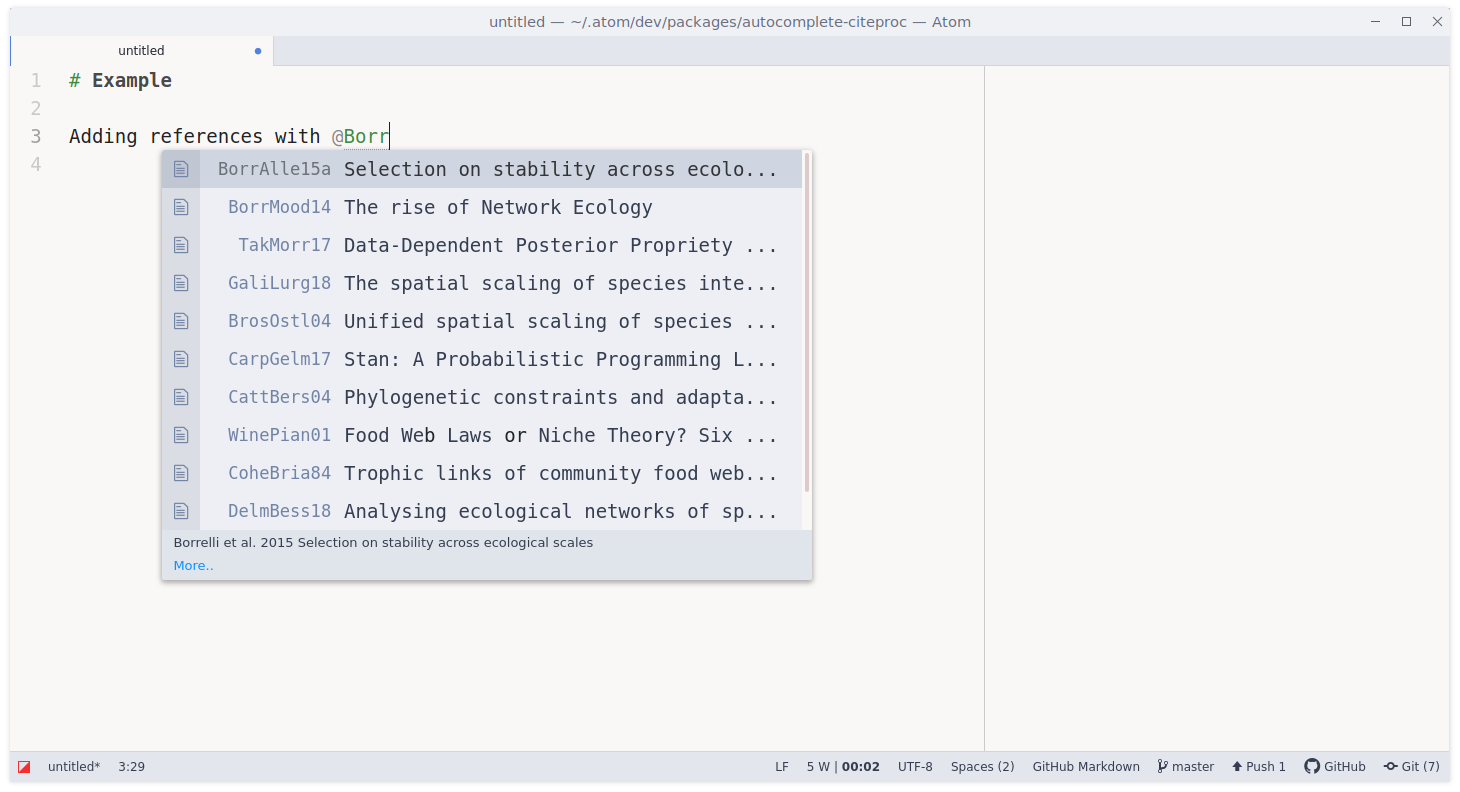 untitled — ~/.atom/dev/packages/autocomplete-citeproc — Atom
untitled
1 # Example
2
3 Adding references with @Borr
4
BorrAlle15a Selection on stability across ecolo...
BorrMood14 The rise of Network Ecology
TakMorr17 Data-Dependent Posterior Propriety ...
GaliLurg18 The spatial scaling of species inte...
BrosOstl04 Unified spatial scaling of species ...
CarpGelm17 Stan: A Probabilistic Programming L...
CattBers04 Phylogenetic constraints and adapta...
WinePian01 Food Web Laws or Niche Theory? Six ...
CoheBria84 Trophic links of community food web...
DelmBess18 Analysing ecological networks of sp...
Borrelli et al. 2015 Selection on stability across ecological scales
More..
untitled* 3:29 LF 5 W | 00:02 UTF-8 Spaces (2) GitHub Markdown master Push 1 GitHub Git (7)